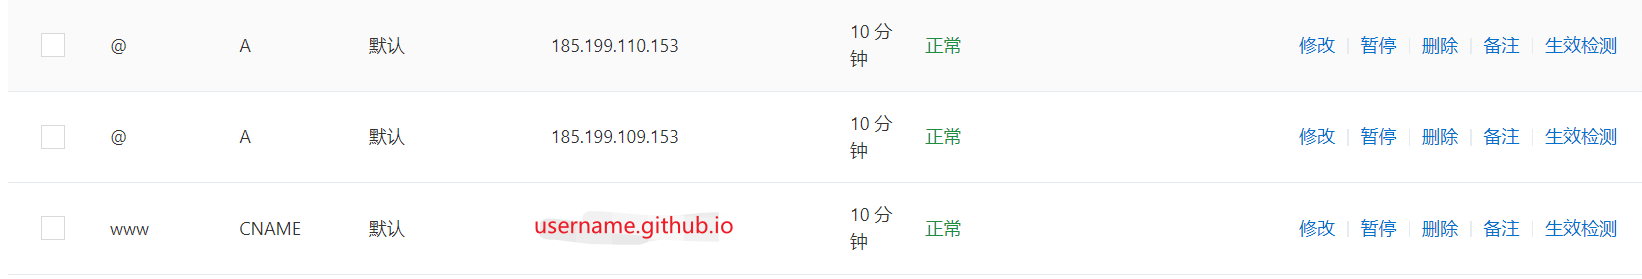 @ A 默认 185.199.110.153 10 分钟 正常 修改 | 暂停 | 删除 | 备注 | 生效检测
@ A 默认 185.199.109.153 10 分钟 正常 修改 | 暂停 | 删除 | 备注 | 生效检测
www CNAME 默认 username.github.io 10 分钟 正常 修改 | 暂停 | 删除 | 备注 | 生效检测